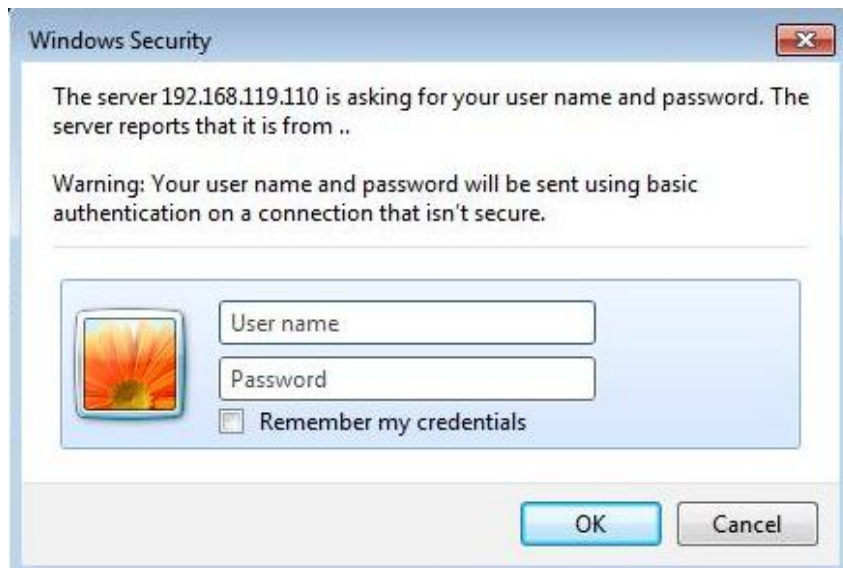 Windows Security
The server 192.168.119.110 is asking for your user name and password. The
server reports that it is from ..
Warning: Your user name and password will be sent using basic
authentication on a connection that isn't secure.
User name
Password
Remember my credentials
OK
Cancel